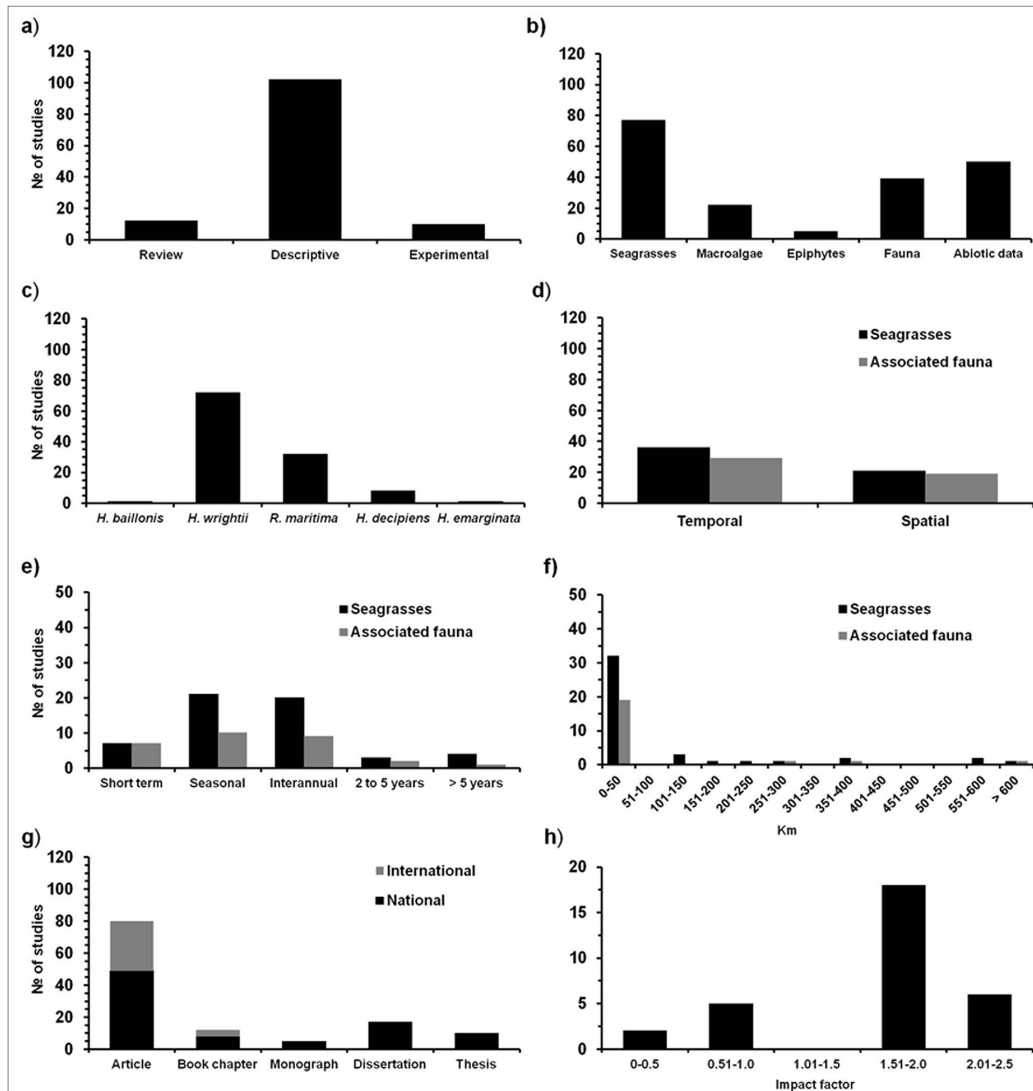 a)
120
100
80
60
40
20
0
№ of studies
Review Descriptive Experimental
b)
120
100
80
60
40
20
0
Seagrasses Macroalgae Epiphytes Fauna Abiotic data
c)
120
100
80
60
40
20
0
№ of studies
H. baillonis H. wrightii R. maritima H. decipiens H. emarginata
d)
120
100
80
60
40
20
0
Seagrasses
Associated fauna
Temporal Spatial
e)
50
40
30
20
10
0
№ of studies
Seagrasses
Associated fauna
Short term Seasonal Interannual 2 to 5 years > 5 years
f)
50
40
30
20
10
0
Seagrasses
Associated fauna
0-50 51-100 101-150 151-200 201-250 251-300 301-350 351-400 401-450 451-500 501-550 551-600 > 600
Km
g)
120
100
80
60
40
20
0
№ of studies
International
National
Article Book chapter Monograph Dissertation Thesis
h)
20
15
10
5
0
0-0.5 0.51-1.0 1.01-1.5 1.51-2.0 2.01-2.5
Impact factor